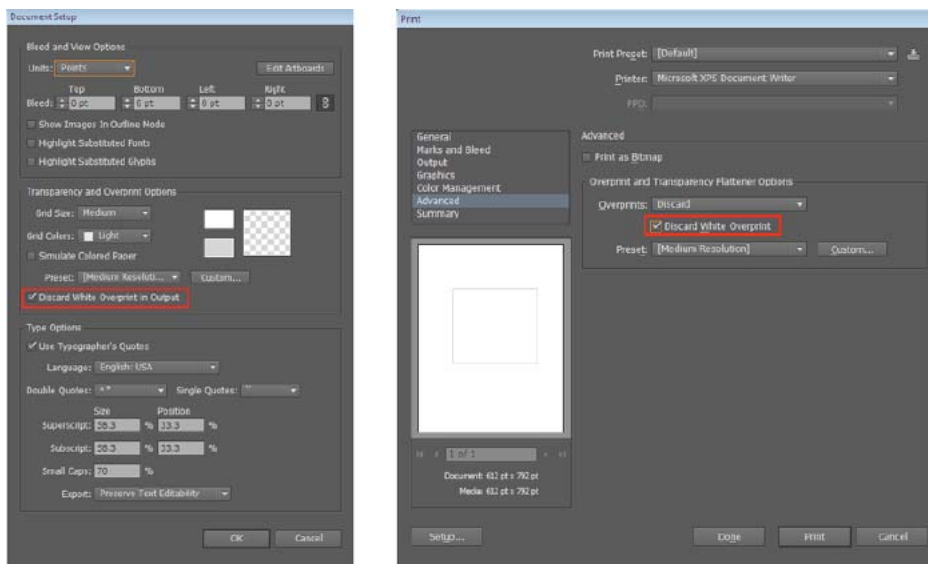 Document Setup
Bleed and View Options
Units: Points
Edit Artboards
Top Bottom Left Right
Bleed: 0 pt 0 pt 0 pt 0 pt
Show Images In Outline Mode
Highlight Substituted Fonts
Highlight Substituted Glyphs
Transparency and Overprint Options
Grid Size: Medium
Grid Colors: Light
Simulate Colored Paper
Preset: [Medium Resoluti... Custom...
Discard White Overprint in Output
Type Options
Use Typographer's Quotes
Language: English: USA
Double Quotes: Single Quotes:
Size Position
Superscript: 58.3 % 33.3 %
Subscript: 58.3 % 33.3 %
Small Caps: 70 %
Export: Preserve Text Editability
OK Cancel
Print
Print Preset: [Default]
Printer: Microsoft XPS Document Writer
PPD:
General
Marks and Bleed
Output
Graphics
Color Management
Advanced
Summary
Advanced
Print as Bitmap
Overprint and Transparency Flattener Options
Overprints: Discard
Discard White Overprint
Preset: [Medium Resolution] Custom...
1 of 1
Document: 612 pt x 792 pt
Media: 612 pt x 792 pt
Setup... Done Print Cancel